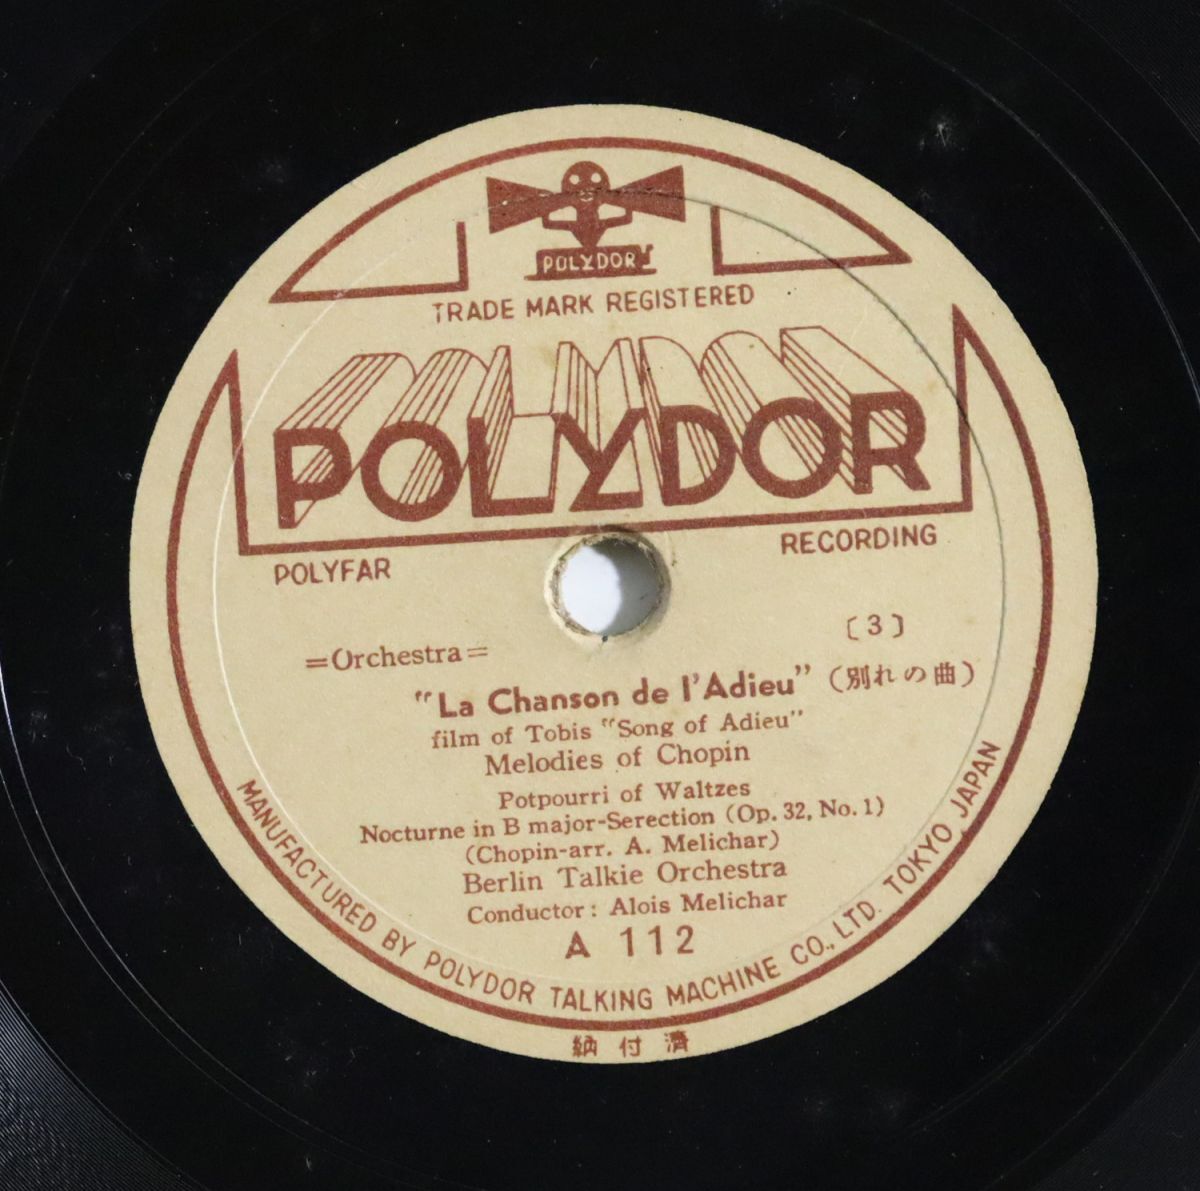 POLYDOR
TRADE MARK REGISTERED
POLYDOR
POLYFAR
RECORDING
〔3〕
=Orchestra=
"La Chanson de l'Adieu" (別れの曲)
film of Tobis "Song of Adieu"
Melodies of Chopin
Potpourri of Waltzes
Nocturne in B major-Serection (Op. 32, No. 1)
(Chopin-arr. A. Melichar)
Berlin Talkie Orchestra
Conductor: Alois Melichar
A 112
MANUFACTURED BY POLYDOR TALKING MACHINE CO., LTD. TOKYO JAPAN
納付濟